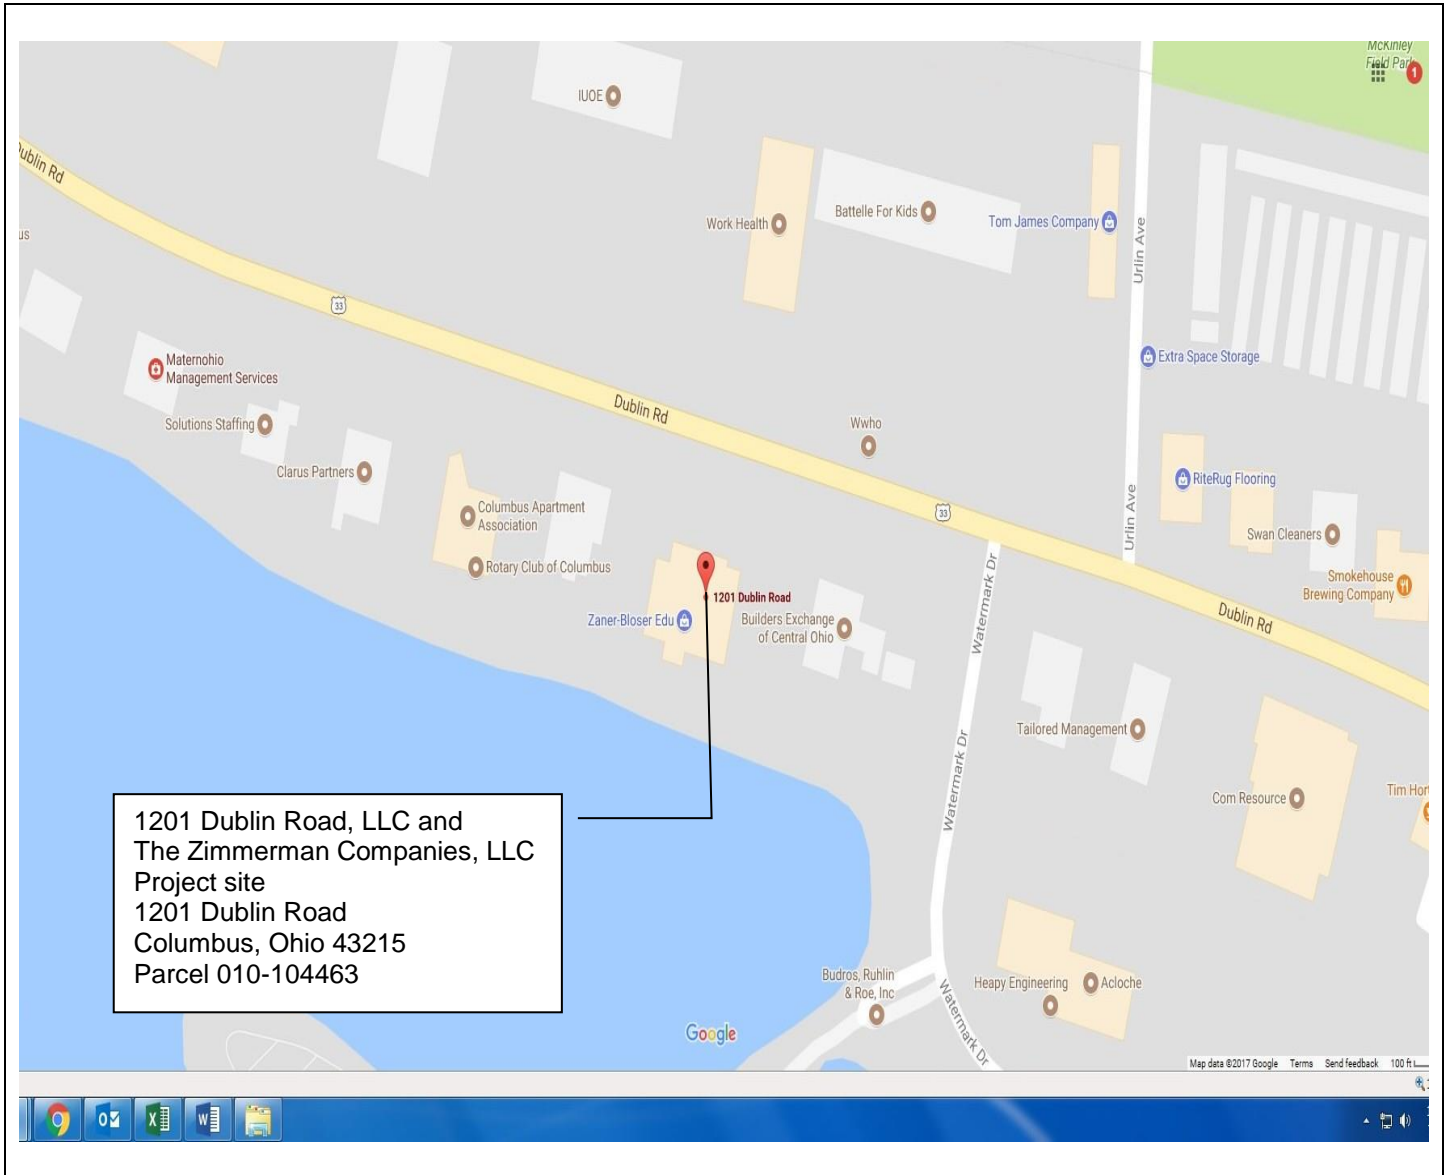 McKinley
Field Park
1
IUOE
Dublin Rd
us
Work Health
Battelle For Kids
Tom James Company
Urlin Ave
33
Maternohio
Management Services
Extra Space Storage
Dublin Rd
Solutions Staffing
Wwho
Clarus Partners
RiteRug Flooring
Columbus Apartment
Association
33
Urlin Ave
Swan Cleaners
Rotary Club of Columbus
Smokehouse
Brewing Company
1201 Dublin Road
Watermark Dr
Zaner-Bloser Edu
Builders Exchange
of Central Ohio
Dublin Rd
Tailored Management
Watermark Dr
Com Resource
Tim Hort
1201 Dublin Road, LLC and
The Zimmerman Companies, LLC
Project site
1201 Dublin Road
Columbus, Ohio 43215
Parcel 010-104463
Budros, Ruhlin
& Roe, Inc
Heapy Engineering
Acloche
Watermark Dr
Google
Map data ©2017 Google Terms Send feedback 100 ft